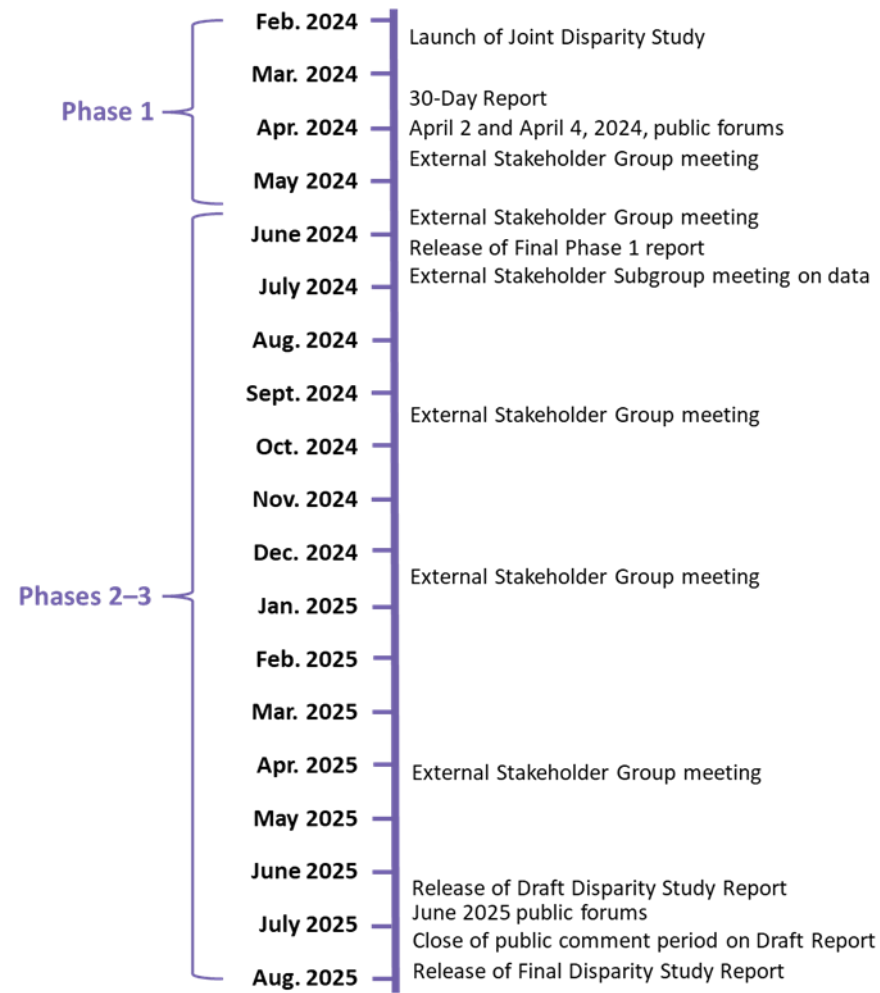 Feb. 2024
Launch of Joint Disparity Study
Mar. 2024
30-Day Report
Phase 1
Apr. 2024
April 2 and April 4, 2024, public forums
External Stakeholder Group meeting
May 2024
External Stakeholder Group meeting
June 2024
Release of Final Phase 1 report
External Stakeholder Subgroup meeting on data
July 2024
Aug. 2024
Sept. 2024
External Stakeholder Group meeting
Oct. 2024
Nov. 2024
Dec. 2024
External Stakeholder Group meeting
Phases 2–3
Jan. 2025
Feb. 2025
Mar. 2025
Apr. 2025
External Stakeholder Group meeting
May 2025
June 2025
Release of Draft Disparity Study Report
June 2025 public forums
July 2025
Close of public comment period on Draft Report
Release of Final Disparity Study Report
Aug. 2025